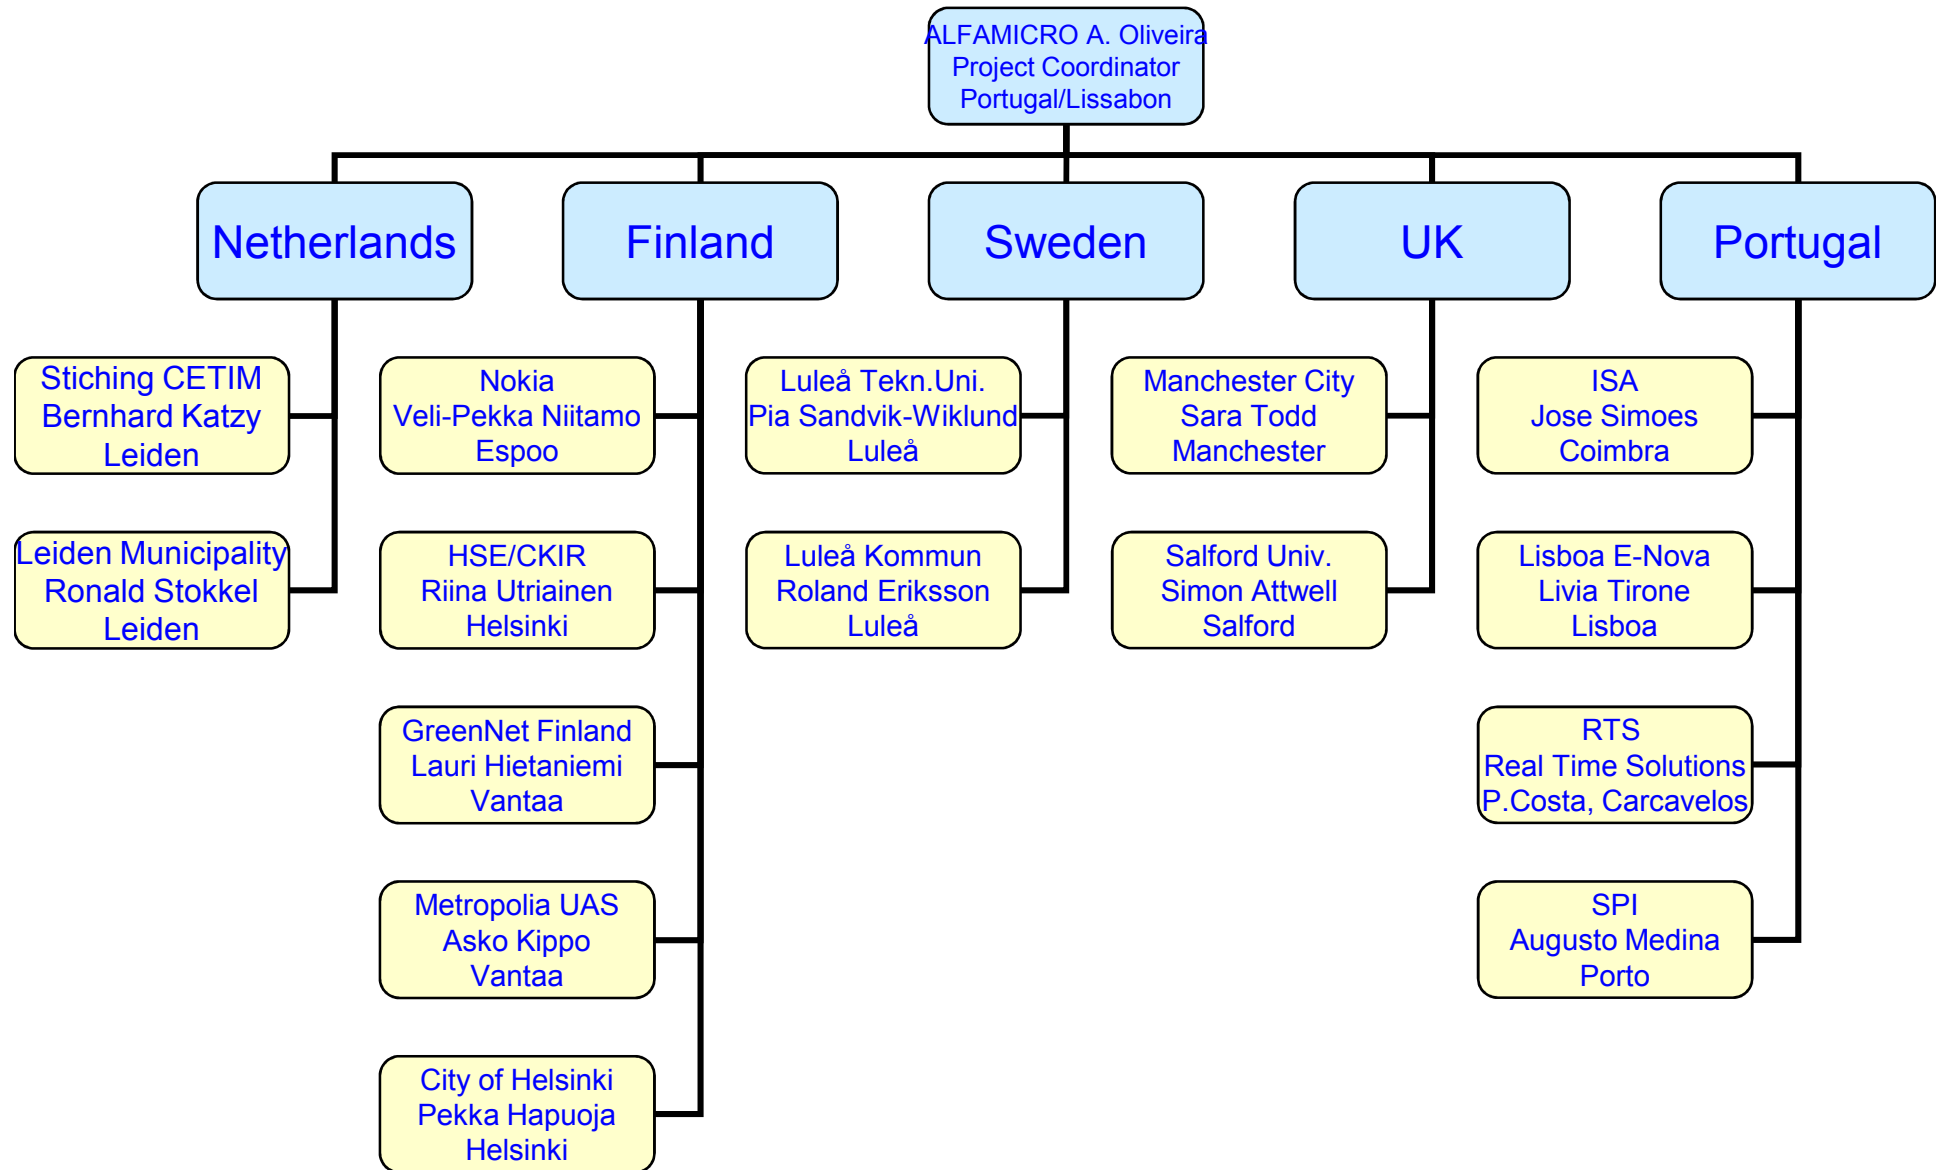 ALFAMICRO A. Oliveira
Project Coordinator
Portugal/Lissabon
Netherlands
Finland
Sweden
UK
Portugal
Stiching CETIM
Bernhard Katzy
Leiden
Nokia
Veli-Pekka Niitamo
Espoo
Luleå Tekn.Uni.
Pia Sandvik-Wiklund
Luleå
Manchester City
Sara Todd
Manchester
ISA
Jose Simoes
Coimbra
Leiden Municipality
Ronald Stokkel
Leiden
HSE/CKIR
Riina Utriainen
Helsinki
Luleå Kommun
Roland Eriksson
Luleå
Salford Univ.
Simon Attwell
Salford
Lisboa E-Nova
Livia Tirone
Lisboa
GreenNet Finland
Lauri Hietaniemi
Vantaa
RTS
Real Time Solutions
P.Costa, Carcavelos
Metropolia UAS
Asko Kippo
Vantaa
SPI
Augusto Medina
Porto
City of Helsinki
Pekka Hapuoja
Helsinki